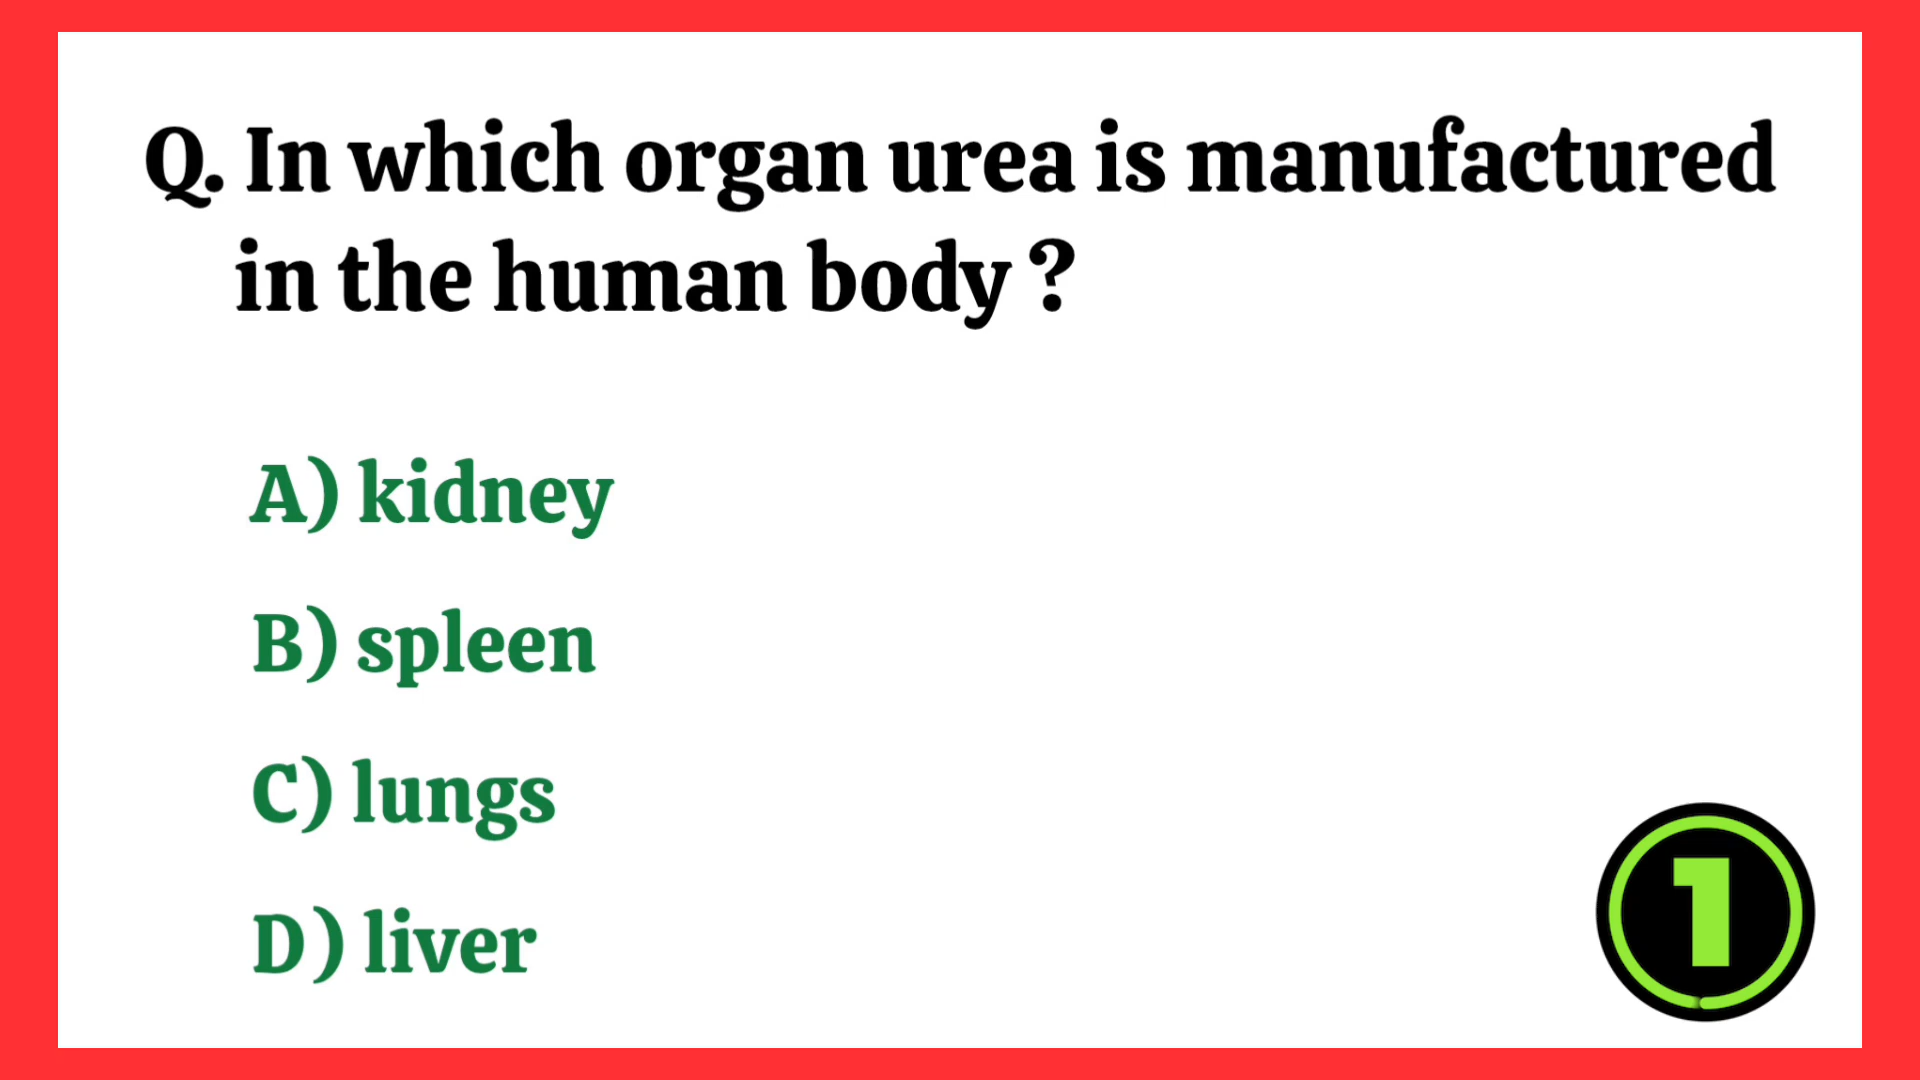 Q. In which organ urea is manufactured
in the human body ?
A) kidney
B) spleen
C) lungs
D) liver
1